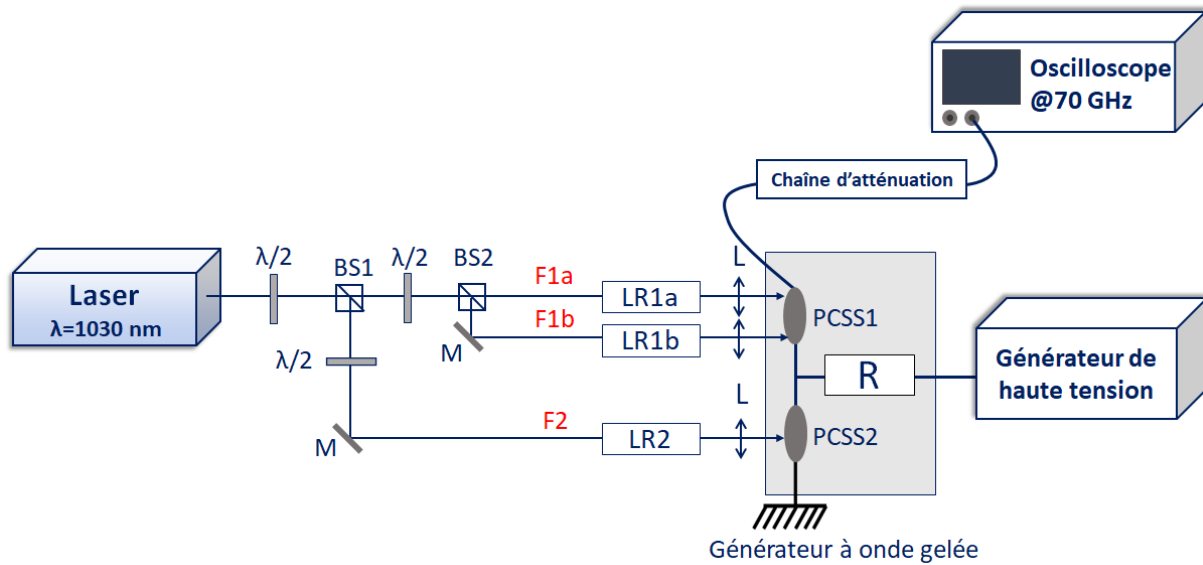 Oscilloscope
@70 GHz
Chaîne d'atténuation
Laser
λ=1030 nm
λ/2
BS1
λ/2
BS2
F1a
LR1a
L
F1b
LR1b
M
PCSS1
λ/2
R
Générateur de
haute tension
L
F2
LR2
M
PCSS2
Générateur à onde gelée